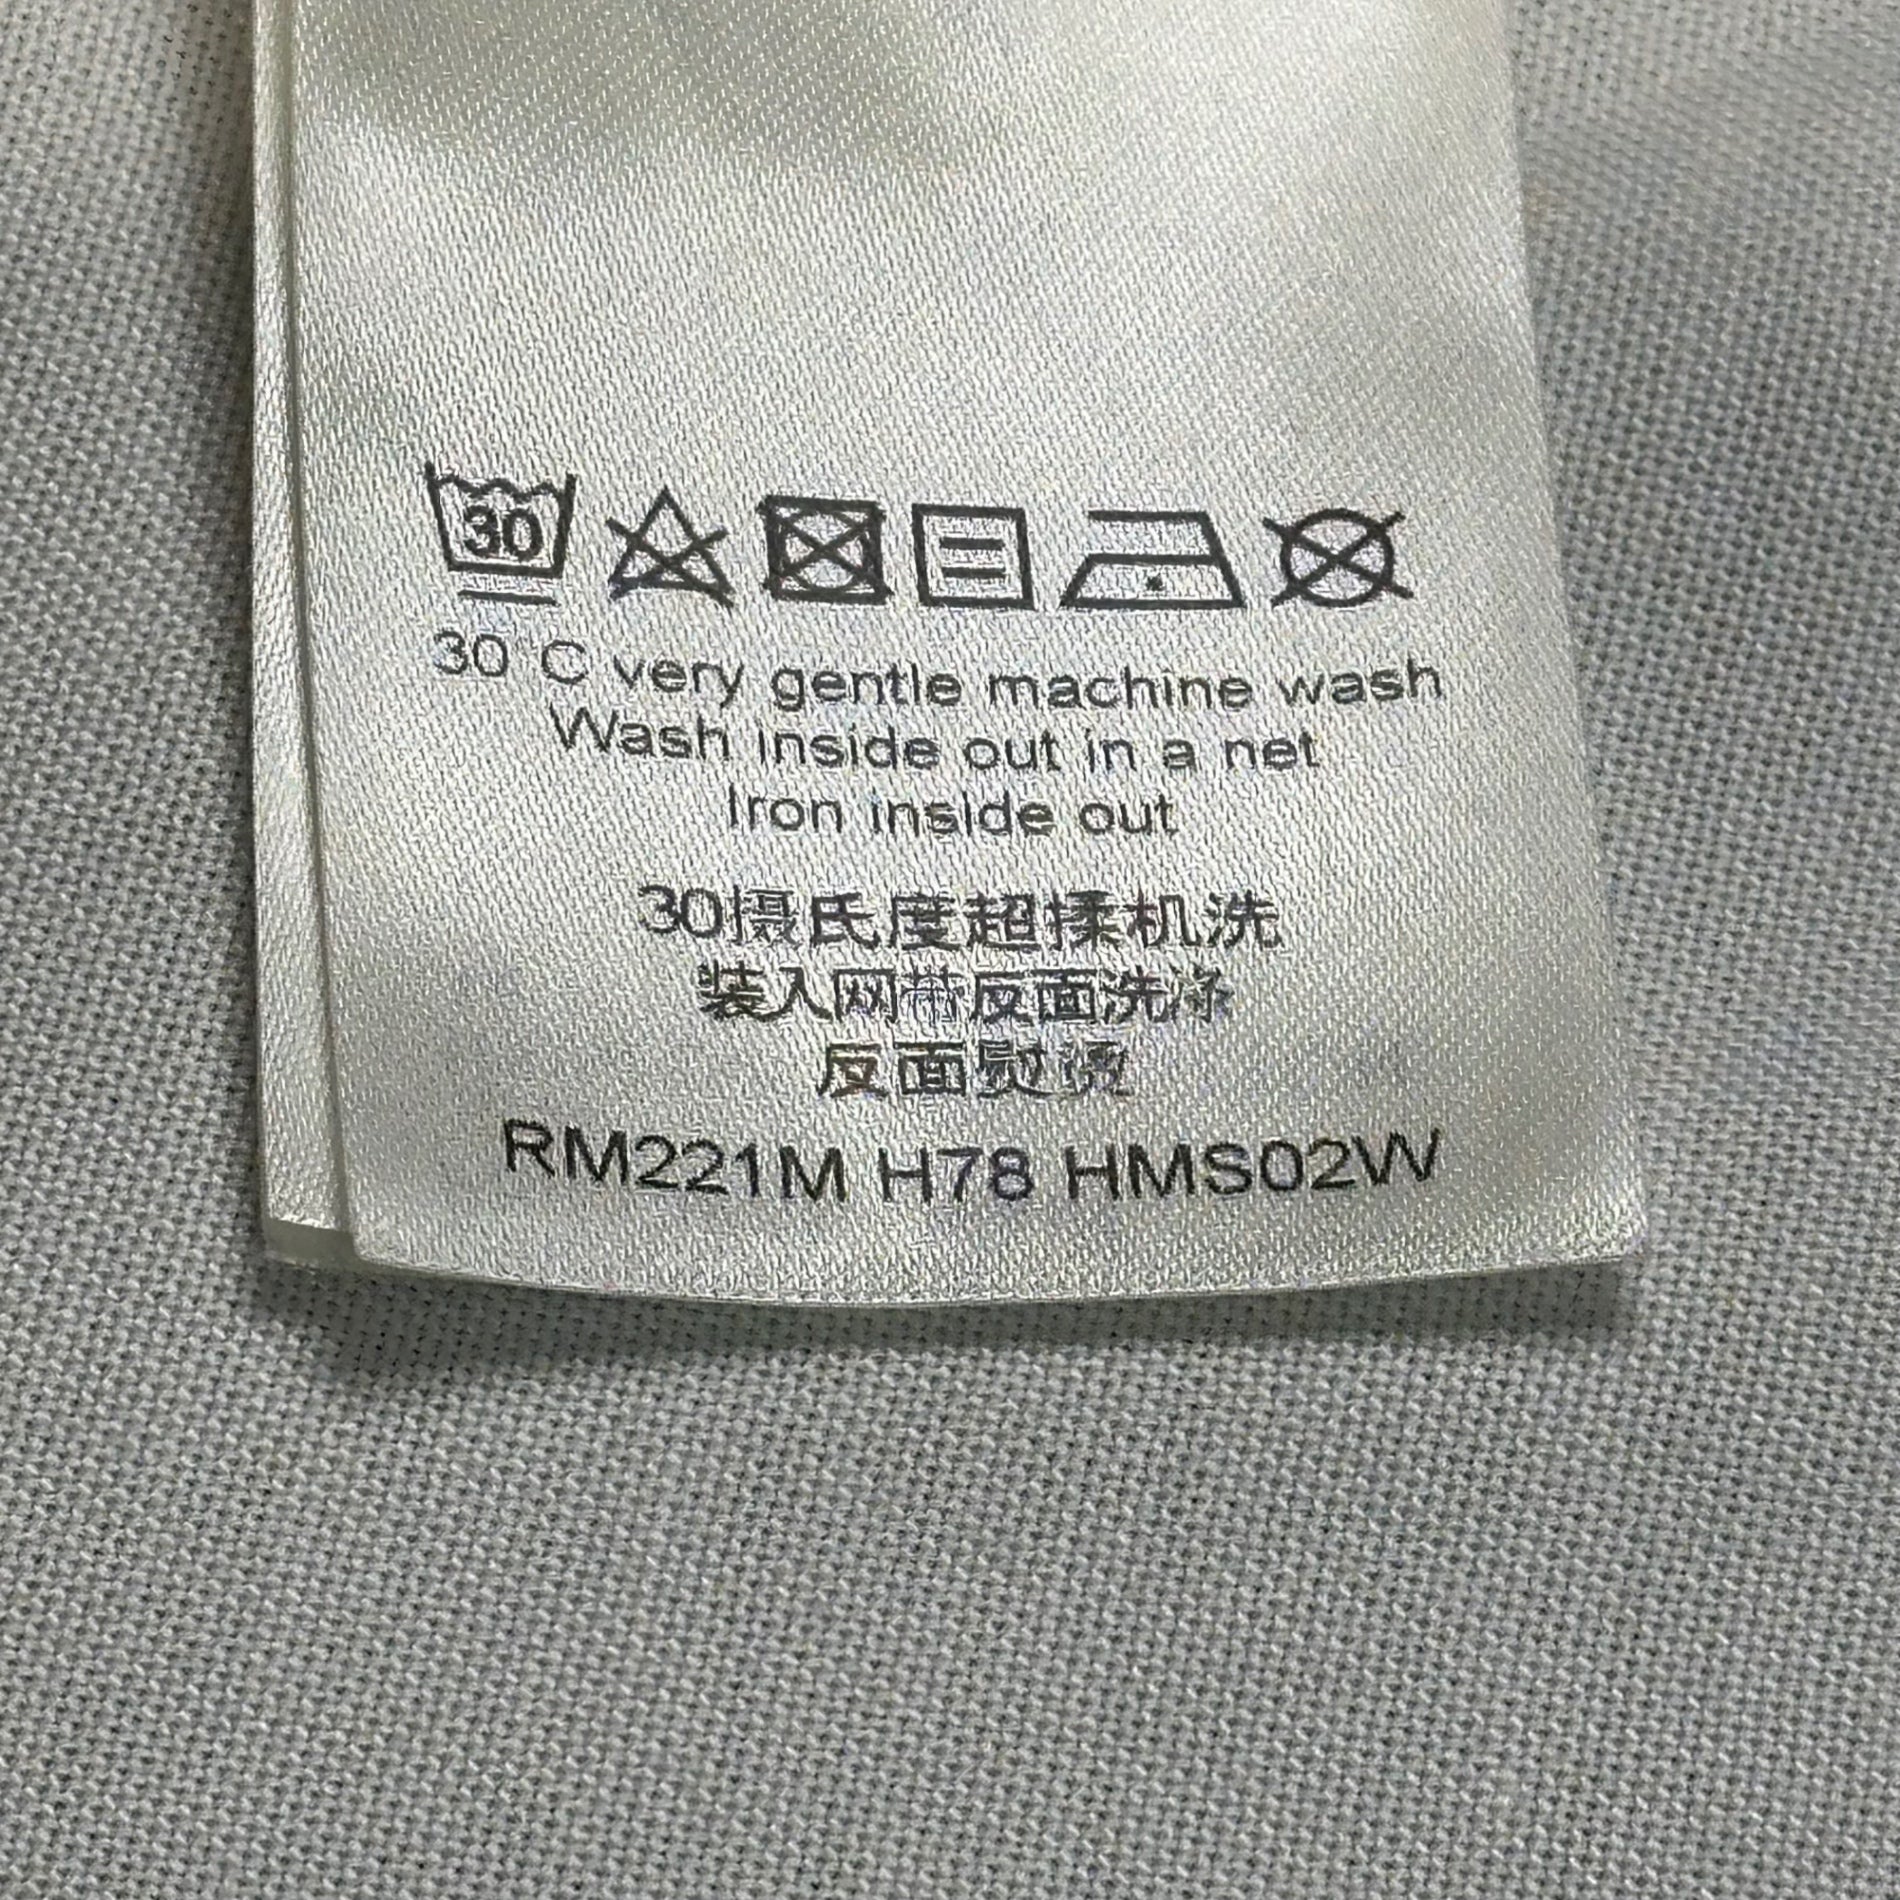 30
30°C very gentle machine wash
Wash inside out in a net
Iron inside out
30摄氏度超揉机洗
装入网带反面洗涤
反面熨烫
RM221M H78 HMS02W